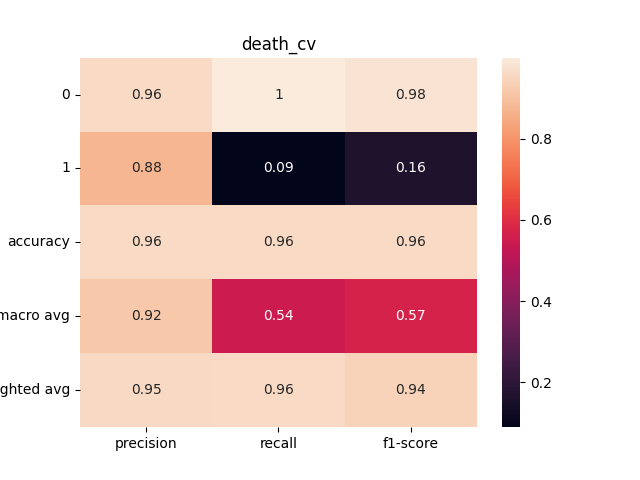 death_cv
0 0.96 1 0.98
1 0.88 0.09 0.16
accuracy 0.96 0.96 0.96
macro avg 0.92 0.54 0.57
ghted avg 0.95 0.96 0.94
precision recall f1-score
0.8
0.6
0.4
0.2